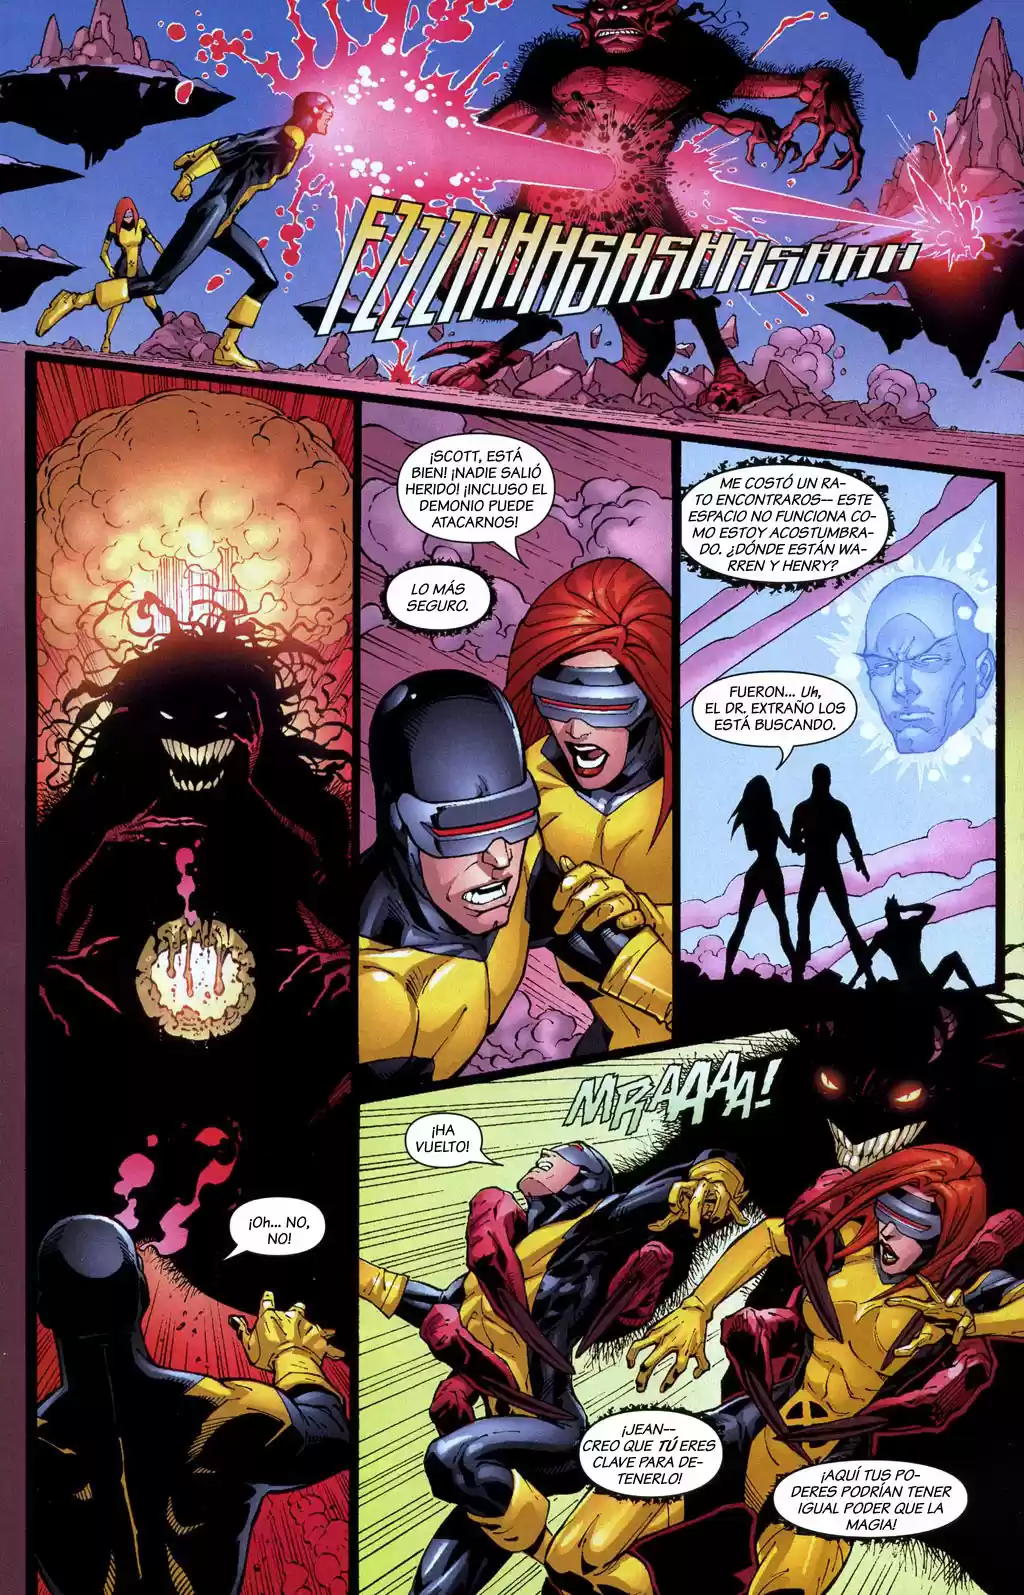 FZZZZHHHHSHSHSHHSHHHH
¡SCOTT, ESTÁ
BIEN! ¡NADIE SALIÓ
HERIDO! ¡INCLUSO EL
DEMONIO PUEDE
ATACARNOS!
LO MÁS
SEGURO.
ME COSTÓ UN RA-
TO ENCONTRAROS-- ESTE
ESPACIO NO FUNCIONA CO-
MO ESTOY ACOSTUMBRA-
DO. ¿DÓNDE ESTÁN WA-
RREN Y HENRY?
FUERON... Uh,
EL DR. EXTRAÑO LOS
ESTÁ BUSCANDO.
¡Oh... NO,
NO!
MRAAAAA!
¡HA
VUELTO!
¡JEAN--
CREO QUE TÚ ERES
CLAVE PARA DE-
TENERLO!
¡AQUÍ TUS PO-
DERES PODRÍAN TENER
IGUAL PODER QUE LA
MAGIA!